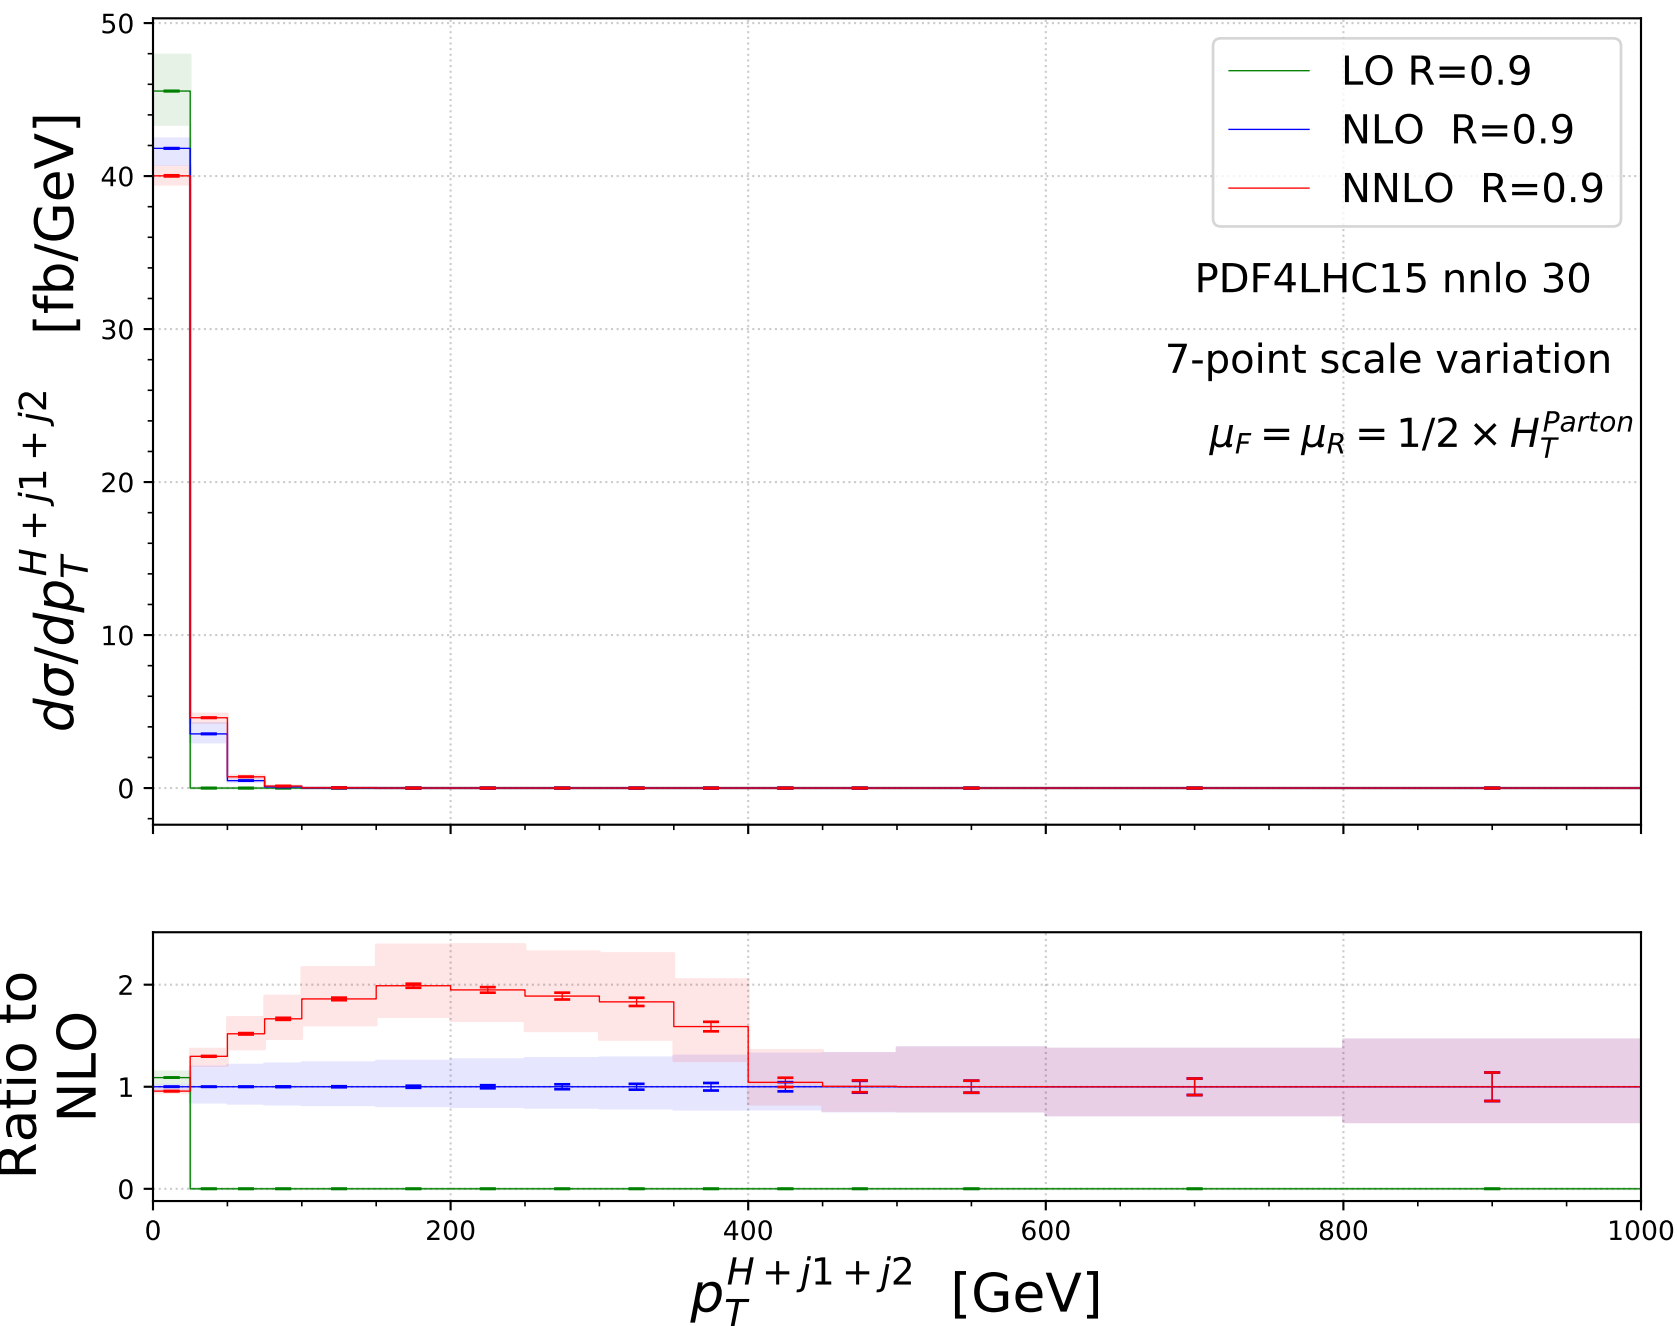 50
40
30
20
10
0
dσ/dp_T^{H+j1+j2} [fb/GeV]
LO R=0.9
NLO R=0.9
NNLO R=0.9
PDF4LHC15 nnlo 30
7-point scale variation
μ_F = μ_R = 1/2 × H_T^{Parton}
2
1
0
Ratio to
NLO
0 200 400 600 800 1000
p_T^{H+j1+j2} [GeV]